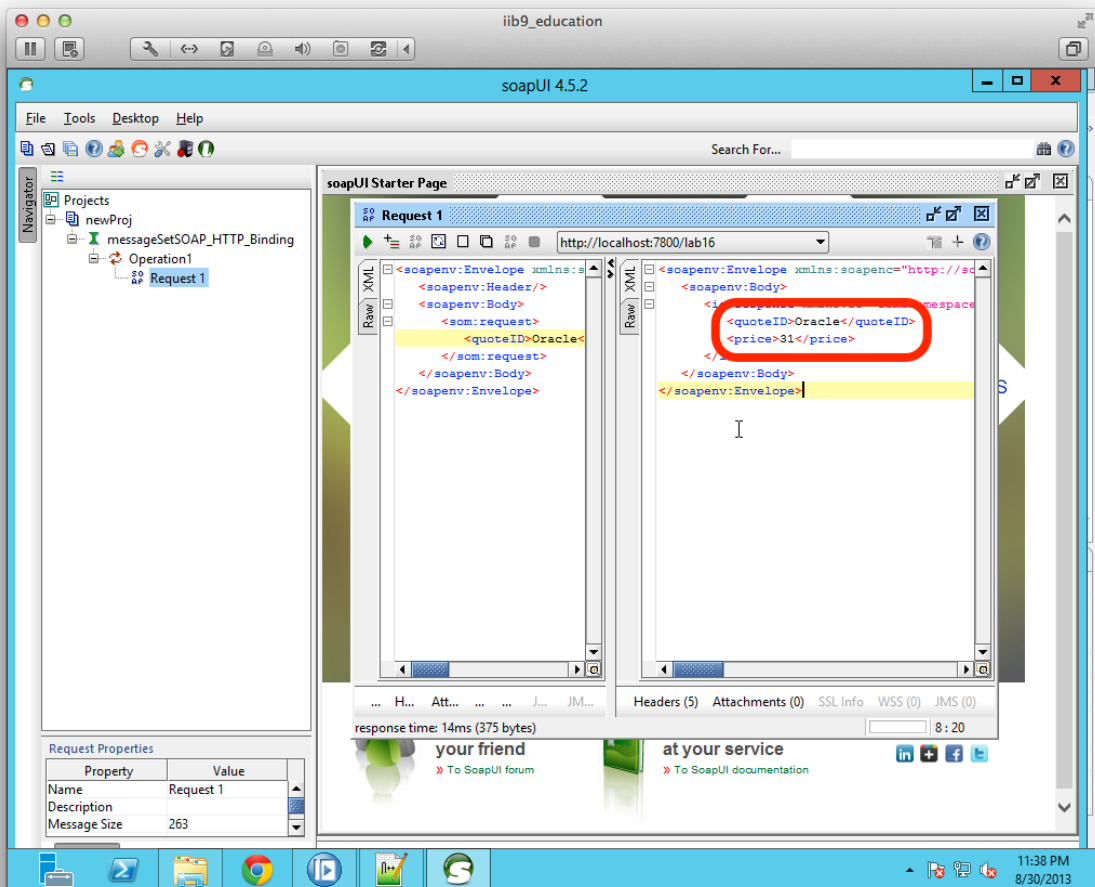 iib9_education
soapUI 4.5.2
File Tools Desktop Help
Search For...
Navigator
Projects
newProj
messageSetSOAP_HTTP_Binding
Operation1
Request 1
soapUI Starter Page
Request 1
http://localhost:7800/lab16
XML
Raw
<soapenv:Envelope xmlns:s
<soapenv:Header/>
<soapenv:Body>
<som:request>
<quoteID>Oracle<
</som:request>
</soapenv:Body>
</soapenv:Envelope>
XML
Raw
<soapenv:Envelope xmlns:soapenc="http://sc
<soapenv:Body>
<quoteID>Oracle</quoteID>
<price>31</price>
</soapenv:Body>
</soapenv:Envelope>
... H... Att... ... ... J... JM...
Headers (5) Attachments (0) SSL Info WSS (0) JMS (0)
response time: 14ms (375 bytes)
8 : 20
your friend
» To SoapUI forum
at your service
» To SoapUI documentation
Request Properties
Property Value
Name Request 1
Description
Message Size 263
11:38 PM
8/30/2013